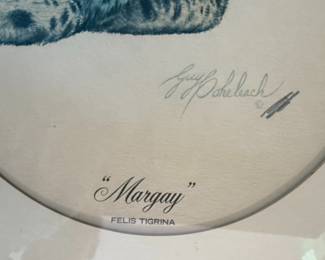 Guy Coheleach ©
"Margay"
FELIS TIGRINA